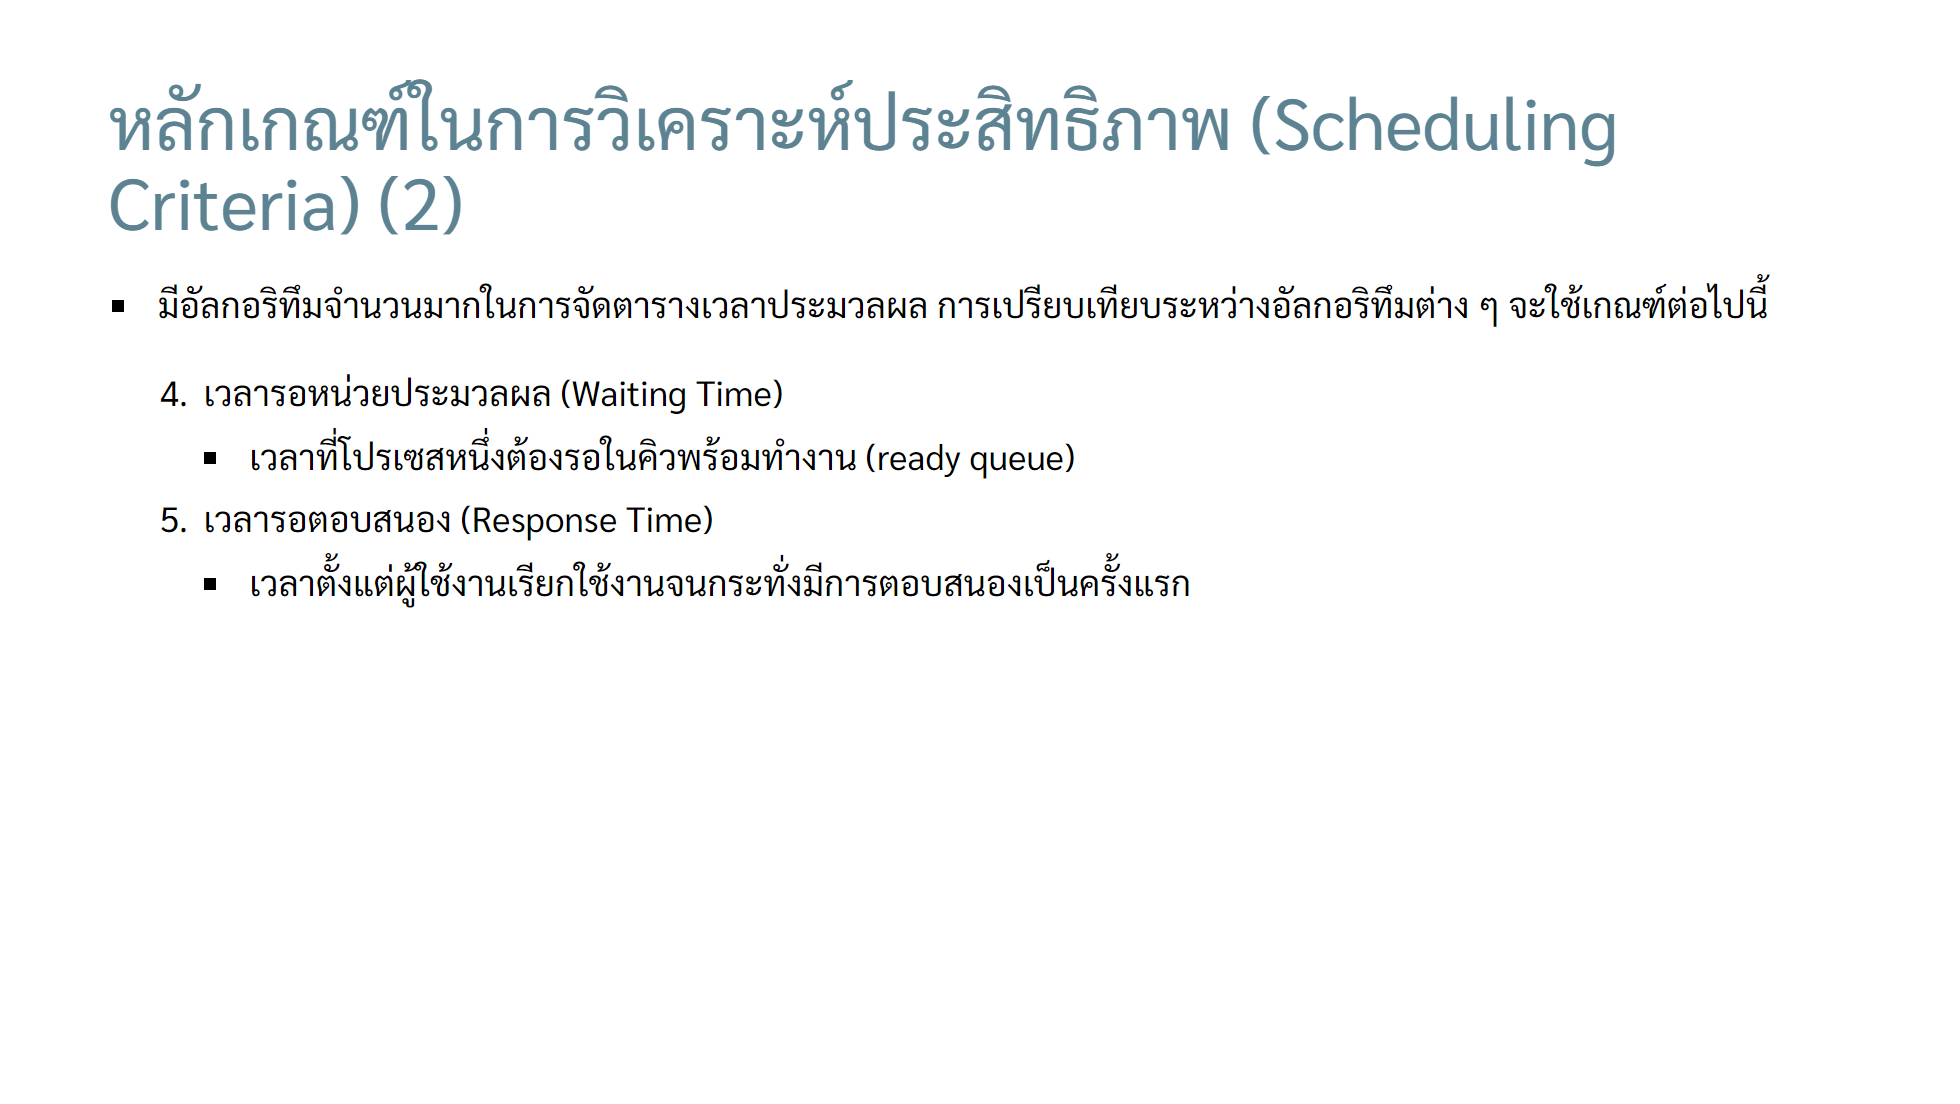 หลักเกณฑ์ในการวิเคราะห์ประสิทธิภาพ (Scheduling
Criteria) (2)
▪ มีอัลกอริทึมจำนวนมากในการจัดตารางเวลาประมวลผล การเปรียบเทียบระหว่างอัลกอริทึมต่าง ๆ จะใช้เกณฑ์ต่อไปนี้
4. เวลารอหน่วยประมวลผล (Waiting Time)
▪ เวลาที่โปรเซสหนึ่งต้องรอในคิวพร้อมทำงาน (ready queue)
5. เวลารอตอบสนอง (Response Time)
▪ เวลาตั้งแต่ผู้ใช้งานเรียกใช้งานจนกระทั่งมีการตอบสนองเป็นครั้งแรก